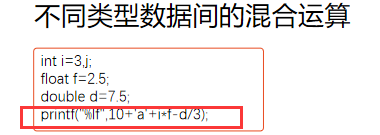 不同类型数据间的混合运算
int i=3,j;
float f=2.5;
double d=7.5;
printf("%lf",10+'a'+i*f-d/3);